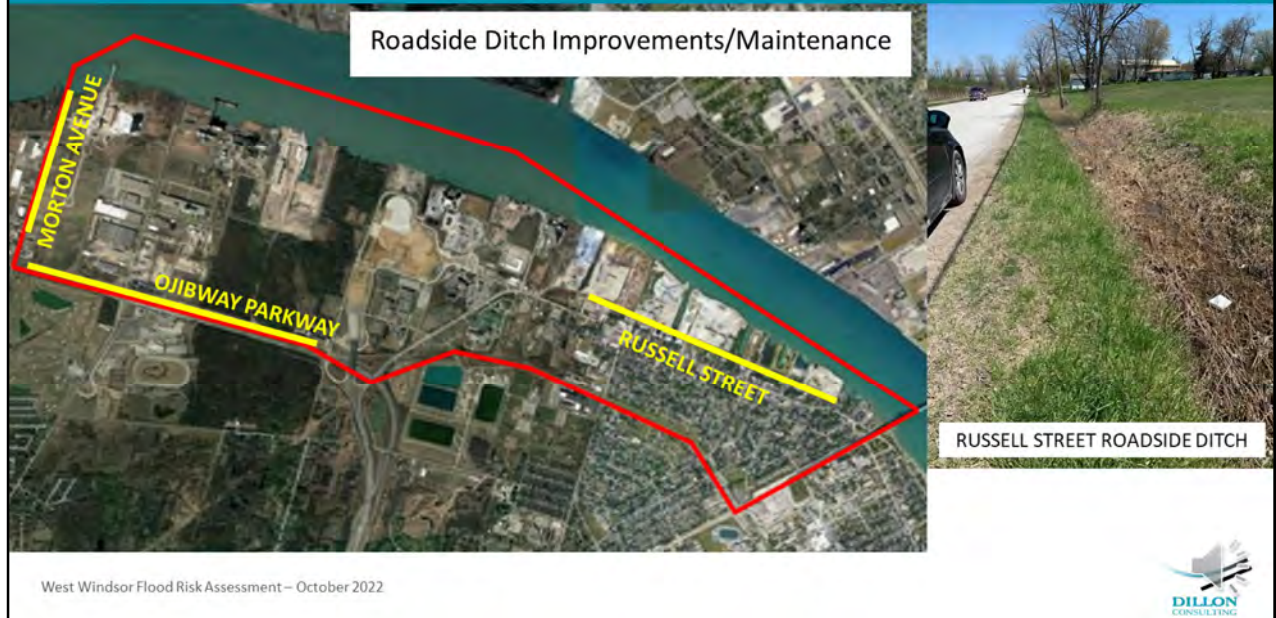 Roadside Ditch Improvements/Maintenance
MORTON AVENUE
OJIBWAY PARKWAY
RUSSELL STREET
RUSSELL STREET ROADSIDE DITCH
West Windsor Flood Risk Assessment – October 2022
DILLON
CONSULTING